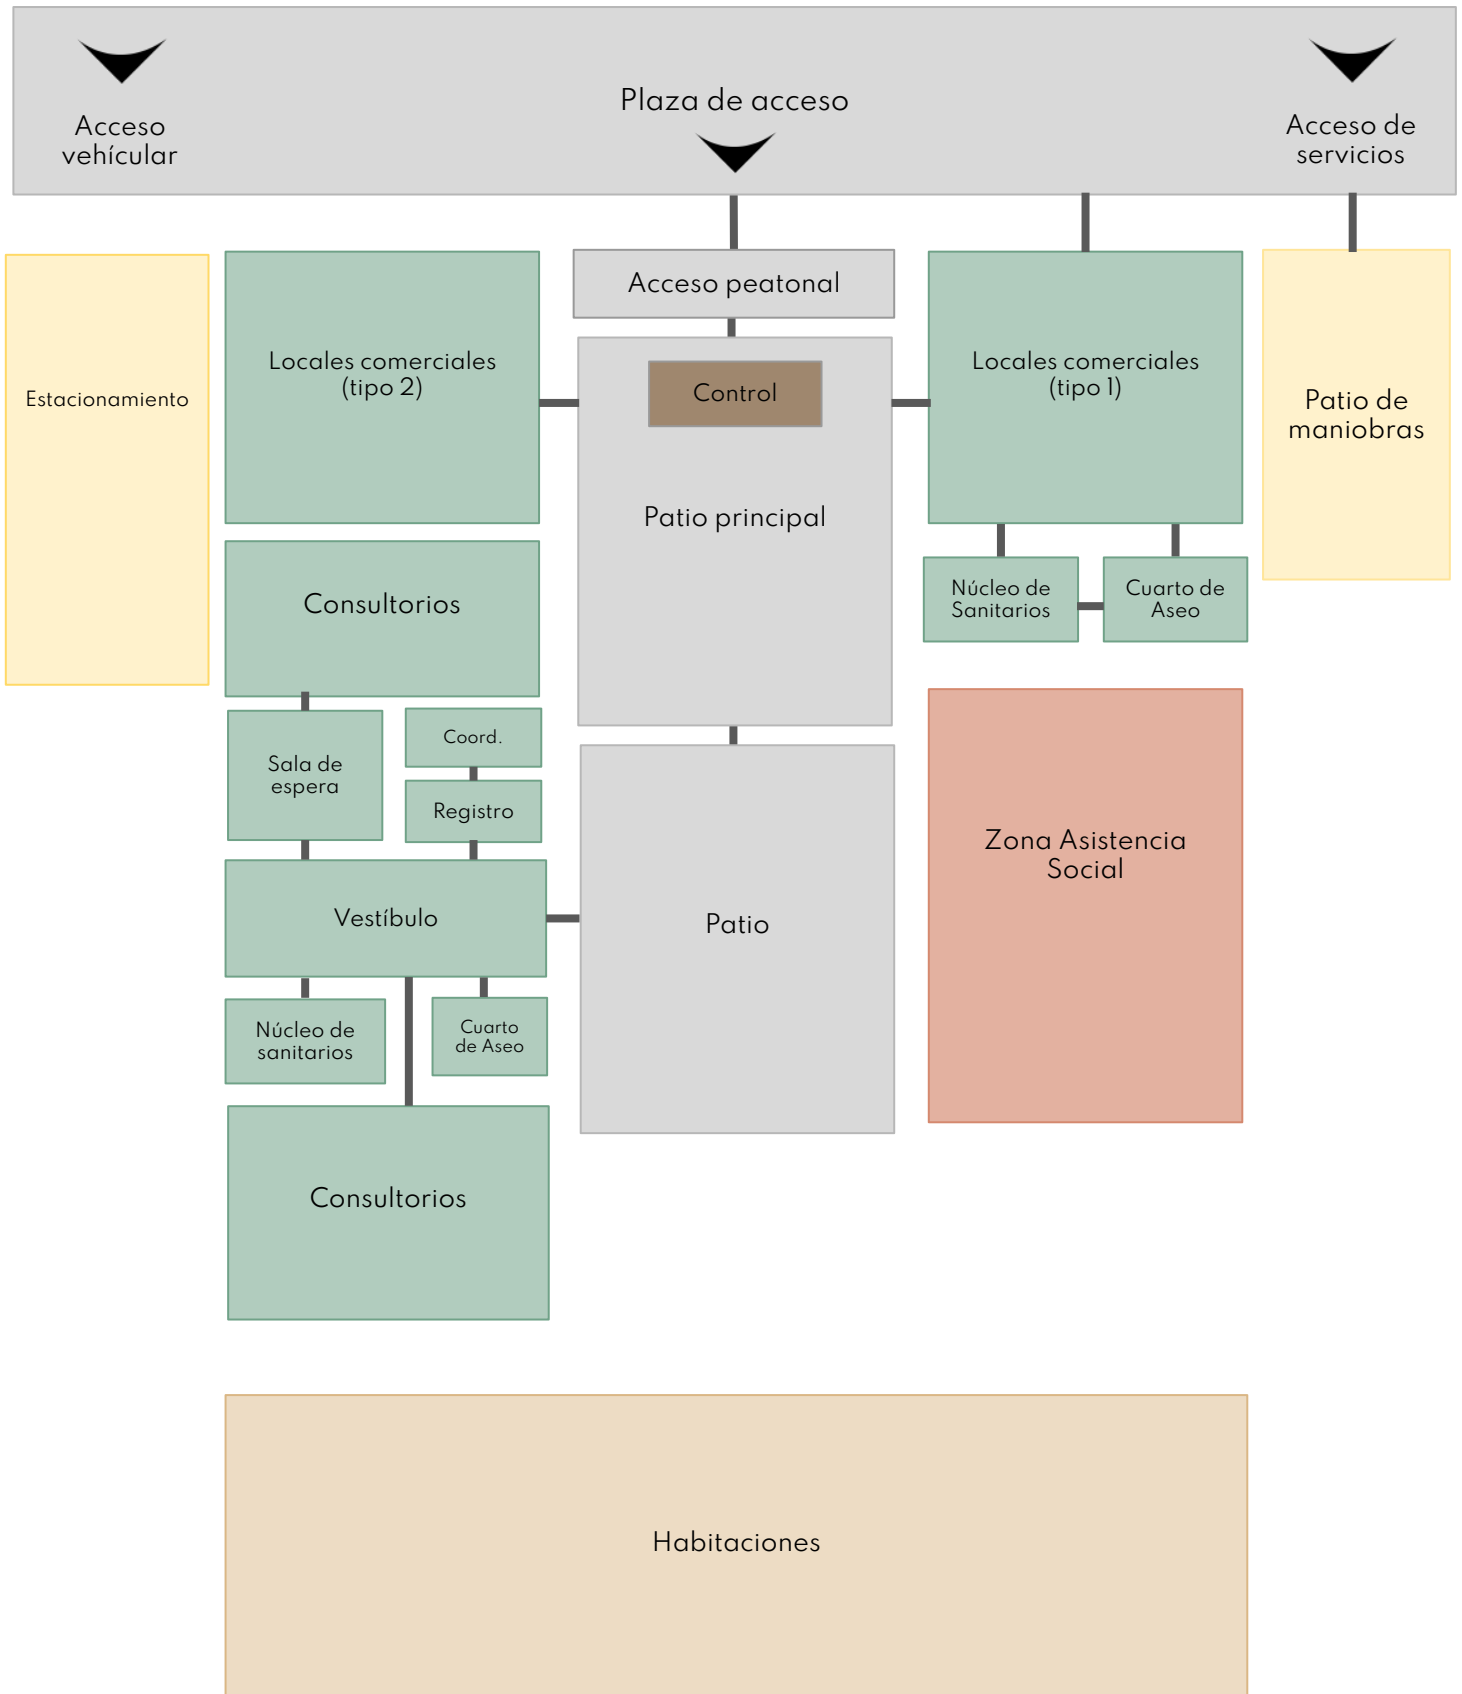 Plaza de acceso
Acceso
vehícular
Acceso de
servicios
Acceso peatonal
Estacionamiento
Locales comerciales
(tipo 2)
Control
Locales comerciales
(tipo 1)
Patio de
maniobras
Patio principal
Consultorios
Núcleo de
Sanitarios
Cuarto de
Aseo
Sala de
espera
Coord.
Registro
Zona Asistencia
Social
Vestíbulo
Patio
Núcleo de
sanitarios
Cuarto
de Aseo
Consultorios
Habitaciones